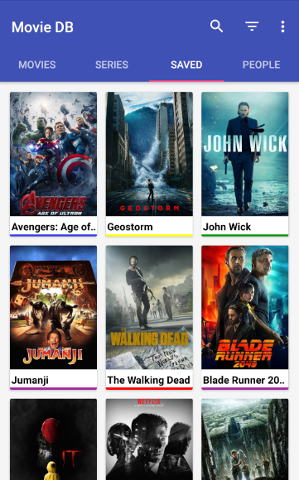 Movie DB
MOVIES SERIES SAVED PEOPLE
AVENGERS
AGE OF ULTRON
GEOSTORM
JOHN WICK
Avengers: Age of..
Geostorm
John Wick
JUMANJI
JUMANJI
THE
WALKING DEAD
BLADE
RUNNER
2049
Jumanji
The Walking Dead
Blade Runner 20..
NETFLIX